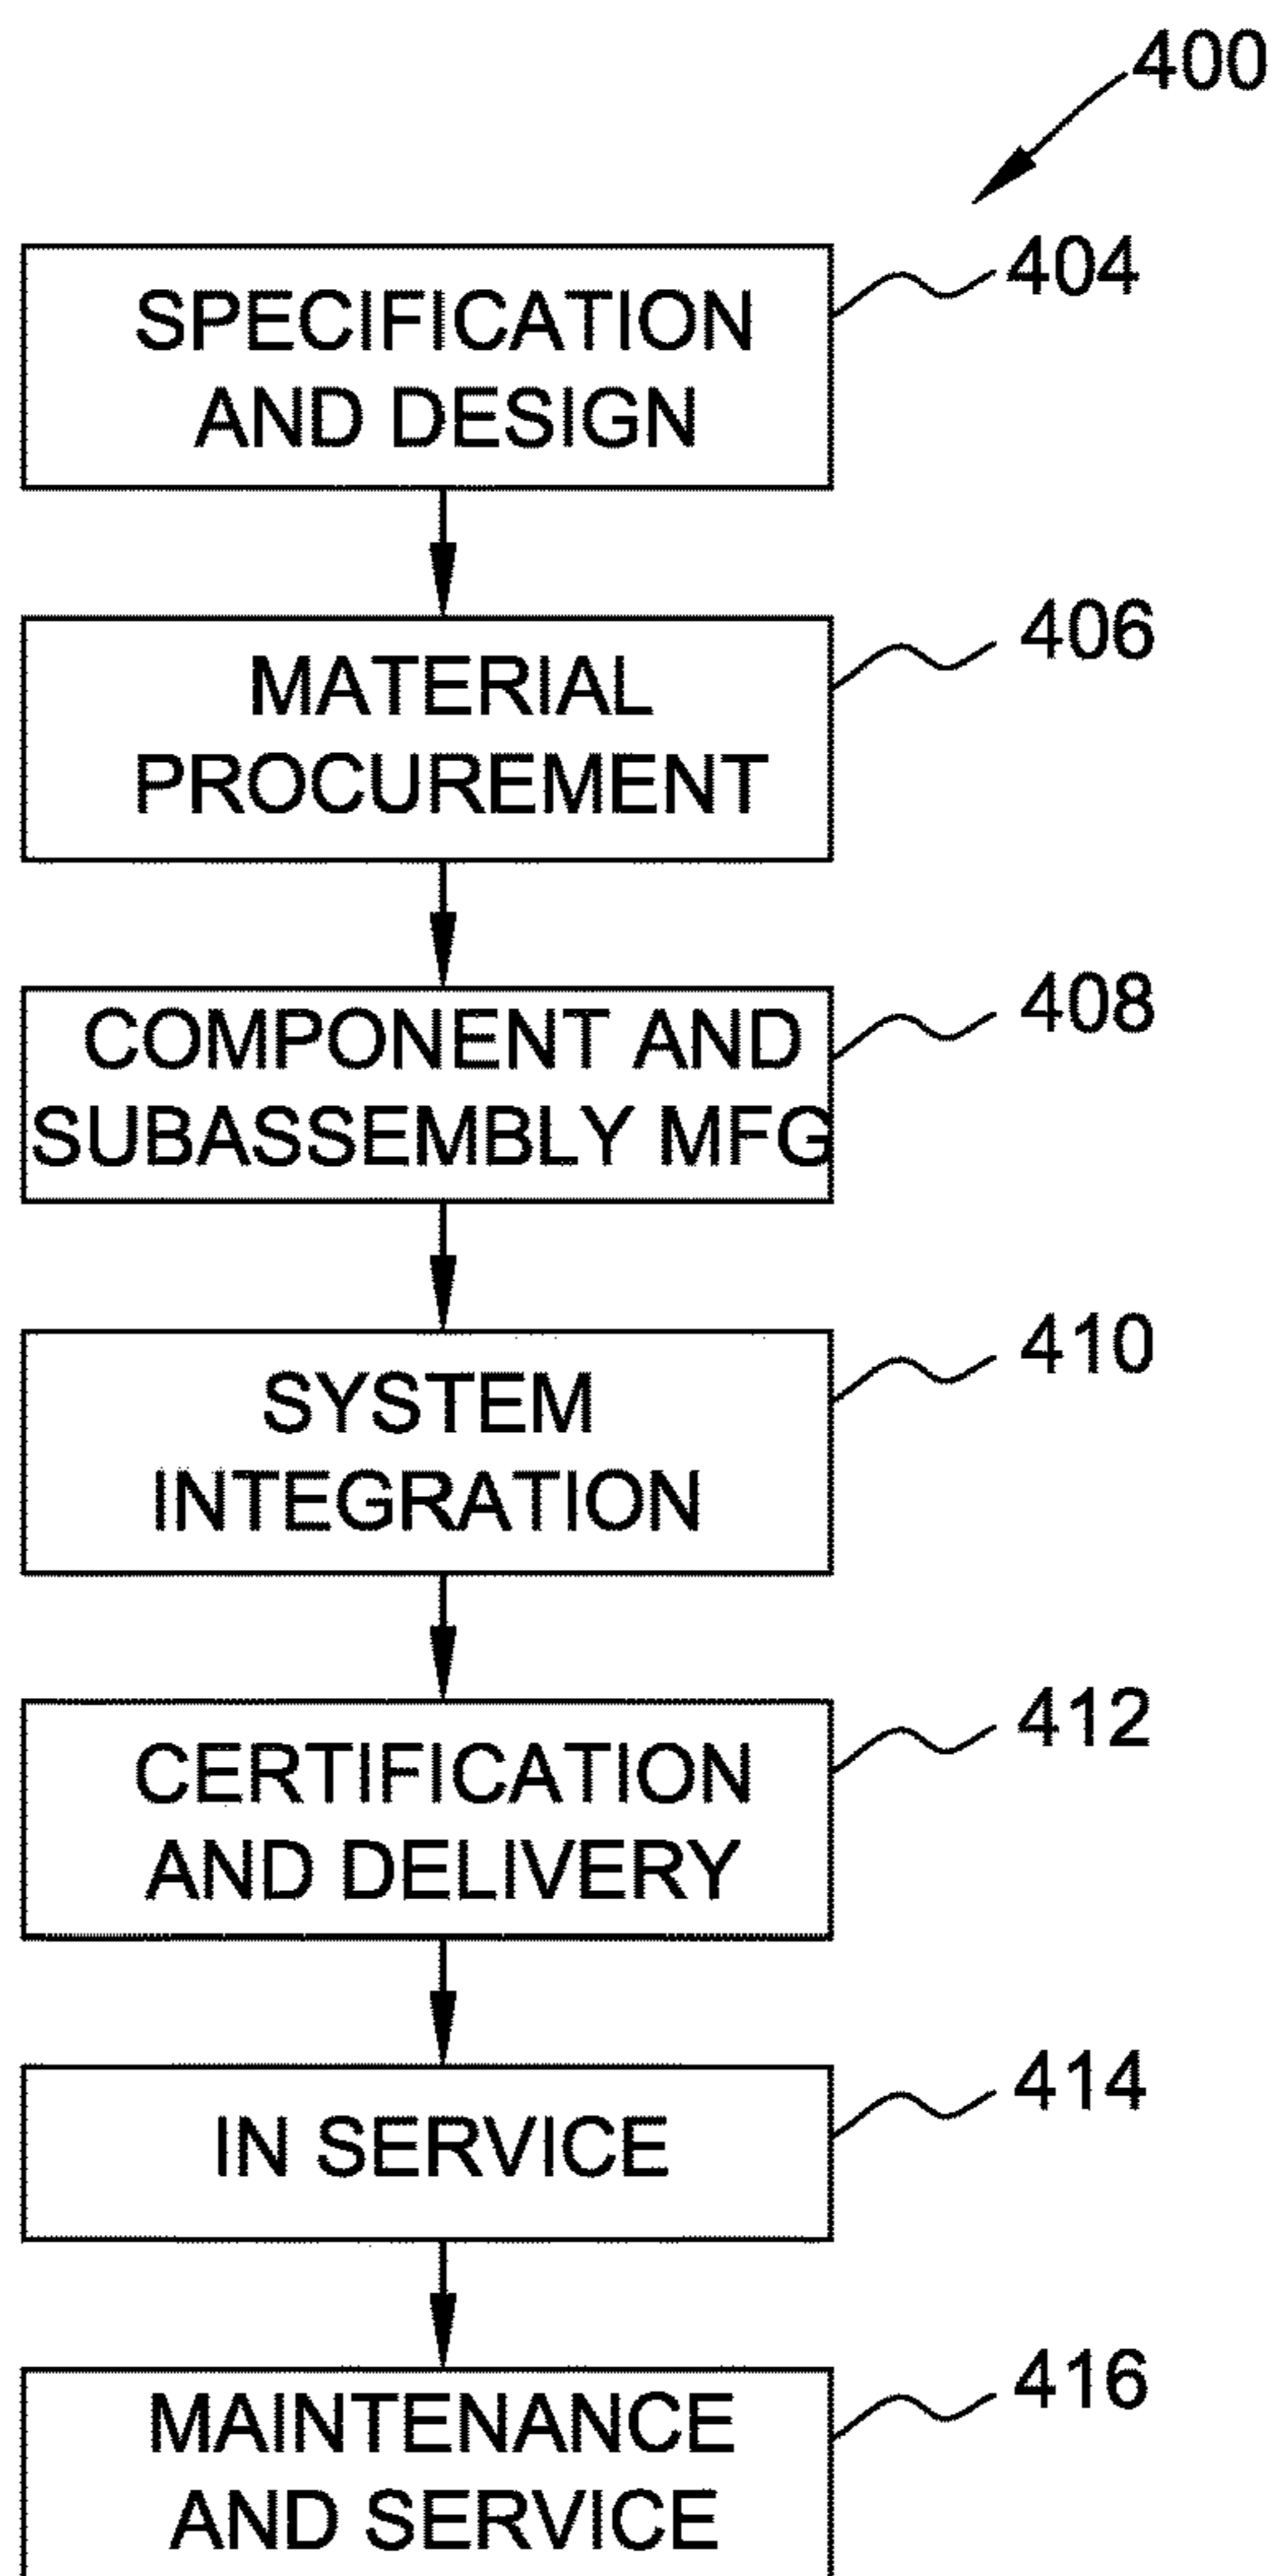 400
SPECIFICATION
AND DESIGN
404
MATERIAL
PROCUREMENT
406
COMPONENT AND
SUBASSEMBLY MFG
408
SYSTEM
INTEGRATION
410
CERTIFICATION
AND DELIVERY
412
IN SERVICE
414
MAINTENANCE
AND SERVICE
416